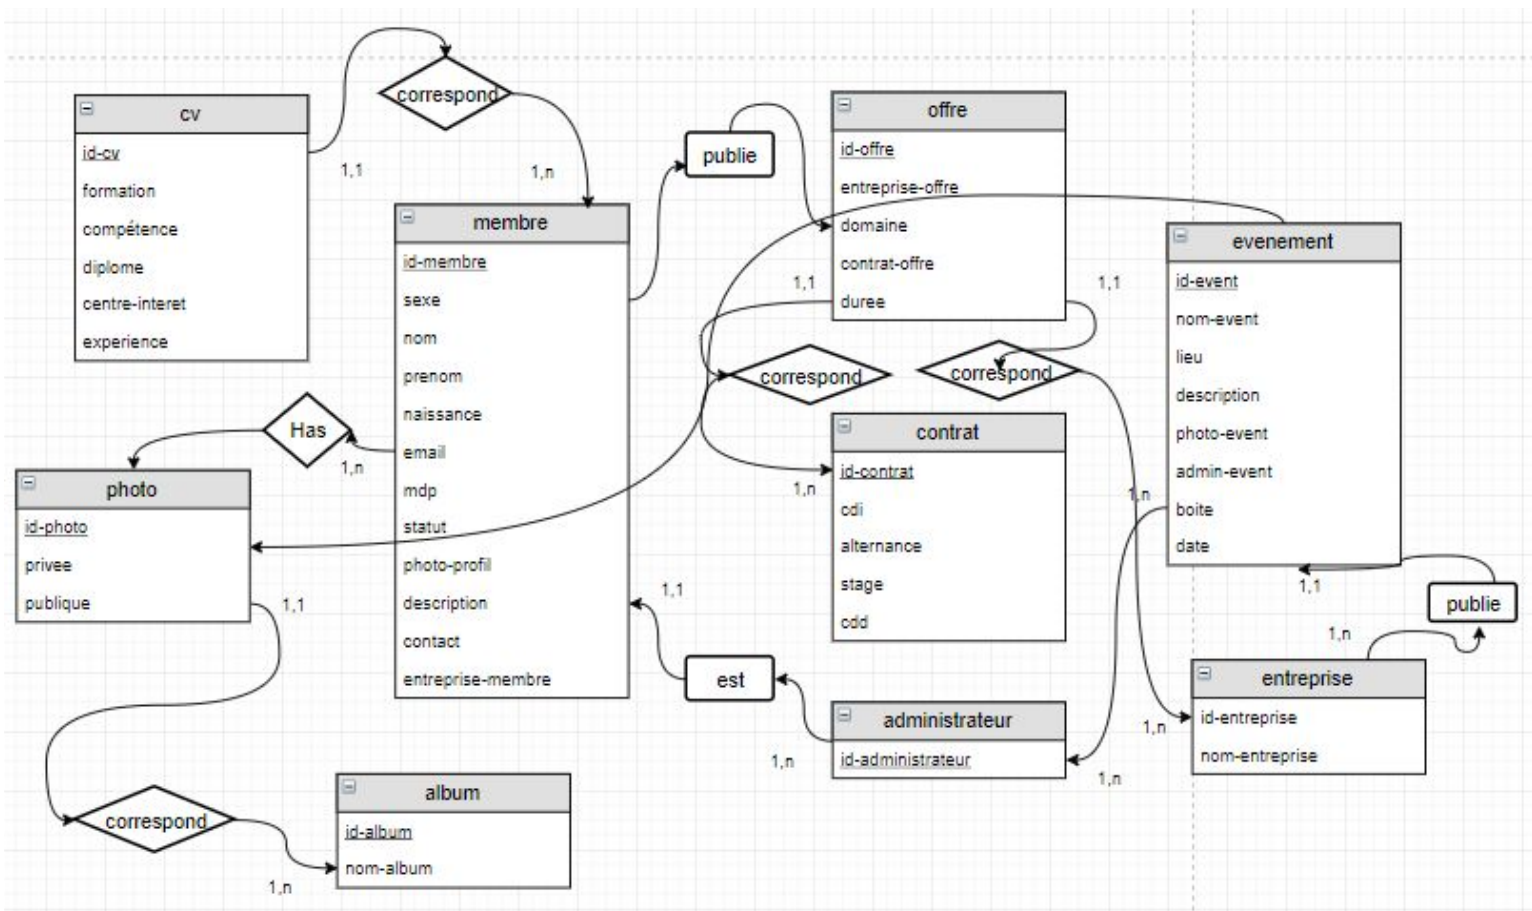 correspond
cv
id-cv
formation
compétence
diplome
centre-interet
experience
1,1
1,n
publie
offre
id-offre
entreprise-offre
domaine
contrat-offre
duree
1,1
1,1
membre
id-membre
sexe
nom
prenom
naissance
email
mdp
statut
photo-profil
description
contact
entreprise-membre
evenement
id-event
nom-event
lieu
description
photo-event
admin-event
boite
date
correspond
correspond
Has
1,n
contrat
id-contrat
cdi
alternance
stage
cdd
1,n
1,n
photo
id-photo
privee
publique
1,1
1,1
est
1,n
administrateur
id-administrateur
1,n
1,n
1,1
publie
1,n
entreprise
id-entreprise
nom-entreprise
correspond
1,n
album
id-album
nom-album